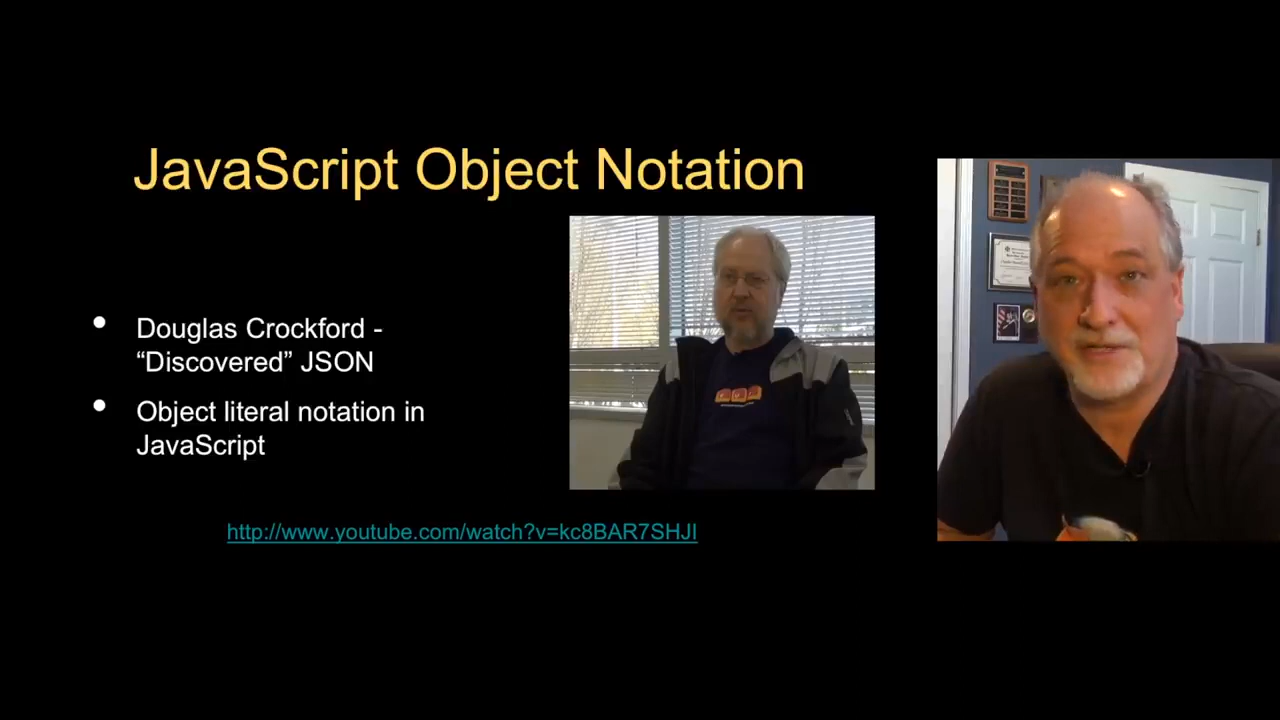 JavaScript Object Notation
Douglas Crockford -
“Discovered” JSON
Object literal notation in
JavaScript
http://www.youtube.com/watch?v=kc8BAR7SHJI